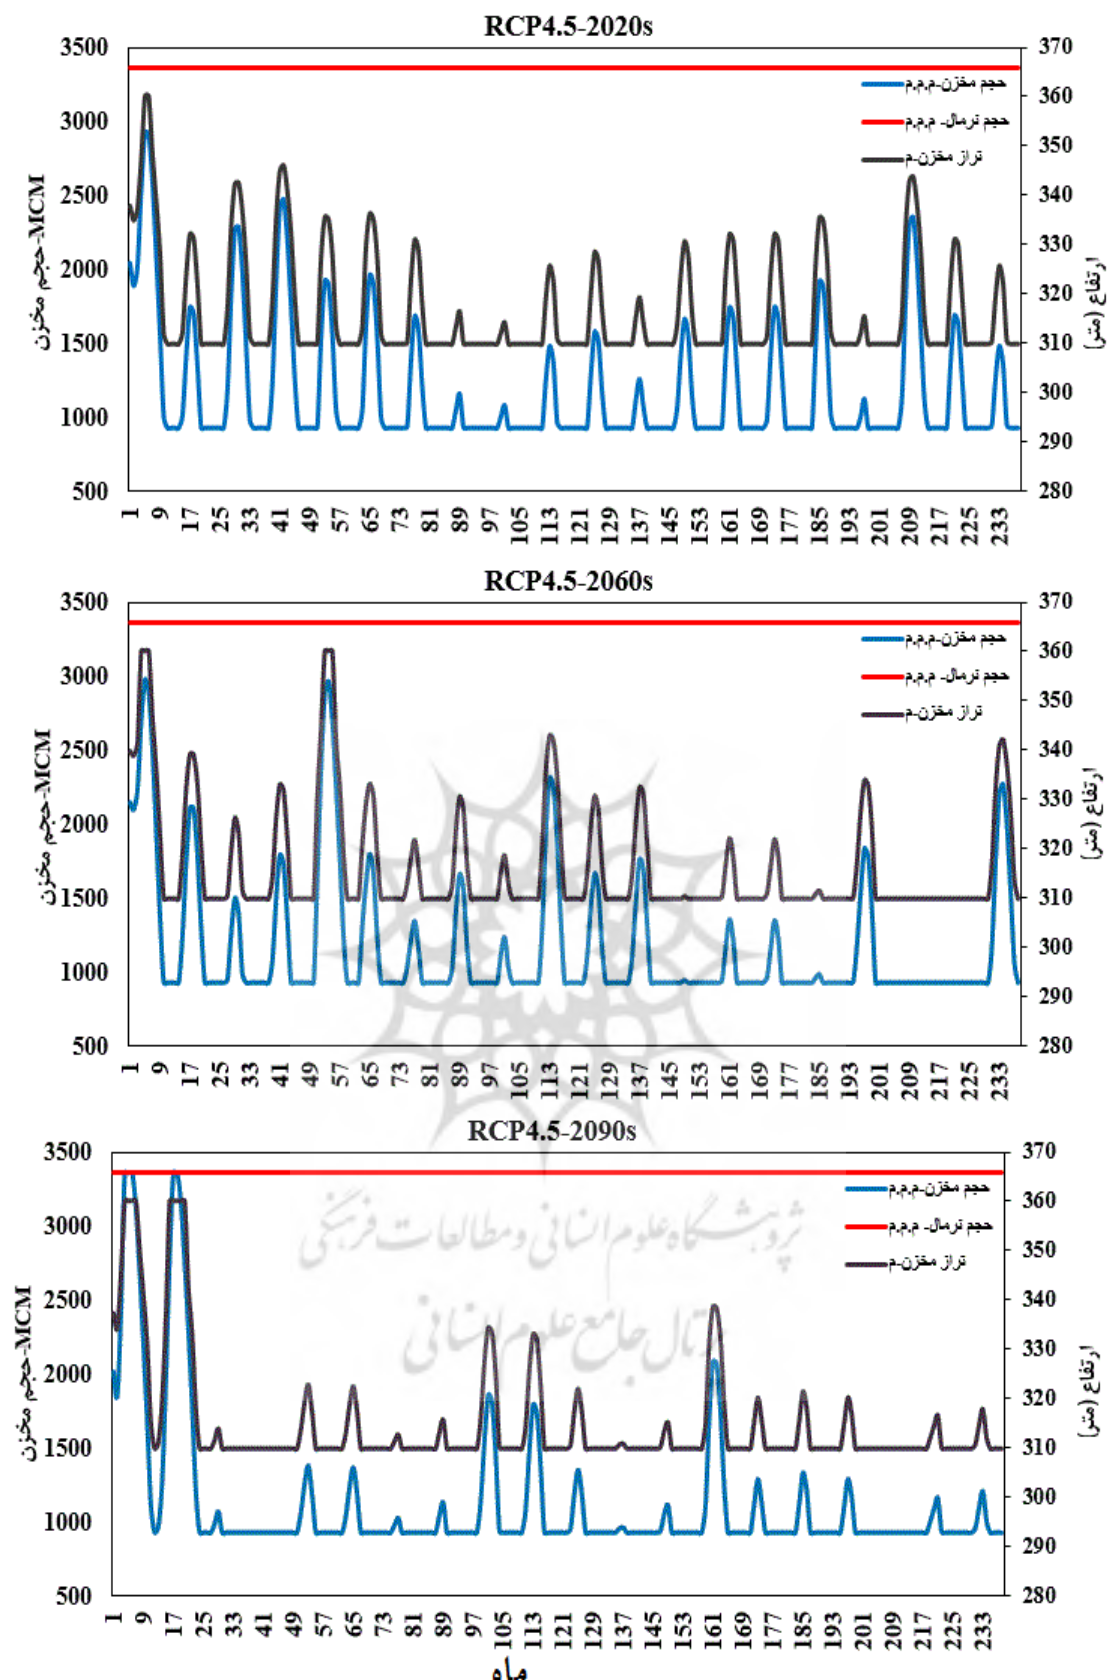 RCP4.5-2020s
3500 3000 2500 2000 1500 1000 500
حجم مخزن-MCM
370 360 350 340 330 320 310 300 290 280
ارتفاع (متر)
حجم مخزن-م.م.م
حجم نرمال- م.م.م
تراز مخزن-م
1 9 17 25 33 41 49 57 65 73 81 89 97 105 113 121 129 137 145 153 161 169 177 185 193 201 209 217 225 233
RCP4.5-2060s
3500 3000 2500 2000 1500 1000 500
حجم مخزن-MCM
370 360 350 340 330 320 310 300 290 280
ارتفاع (متر)
حجم مخزن-م.م.م
حجم نرمال- م.م.م
تراز مخزن-م
1 9 17 25 33 41 49 57 65 73 81 89 97 105 113 121 129 137 145 153 161 169 177 185 193 201 209 217 225 233
RCP4.5-2090s
3500 3000 2500 2000 1500 1000 500
حجم مخزن-MCM
370 360 350 340 330 320 310 300 290 280
ارتفاع (متر)
حجم مخزن-م.م.م
حجم نرمال- م.م.م
تراز مخزن-م
پژوهشگاه علوم انسانی و مطالعات فرهنگی
پرتال جامع علوم انسانی
1 9 17 25 33 41 49 57 65 73 81 89 97 105 113 121 129 137 145 153 161 169 177 185 193 201 209 217 225 233
ماه